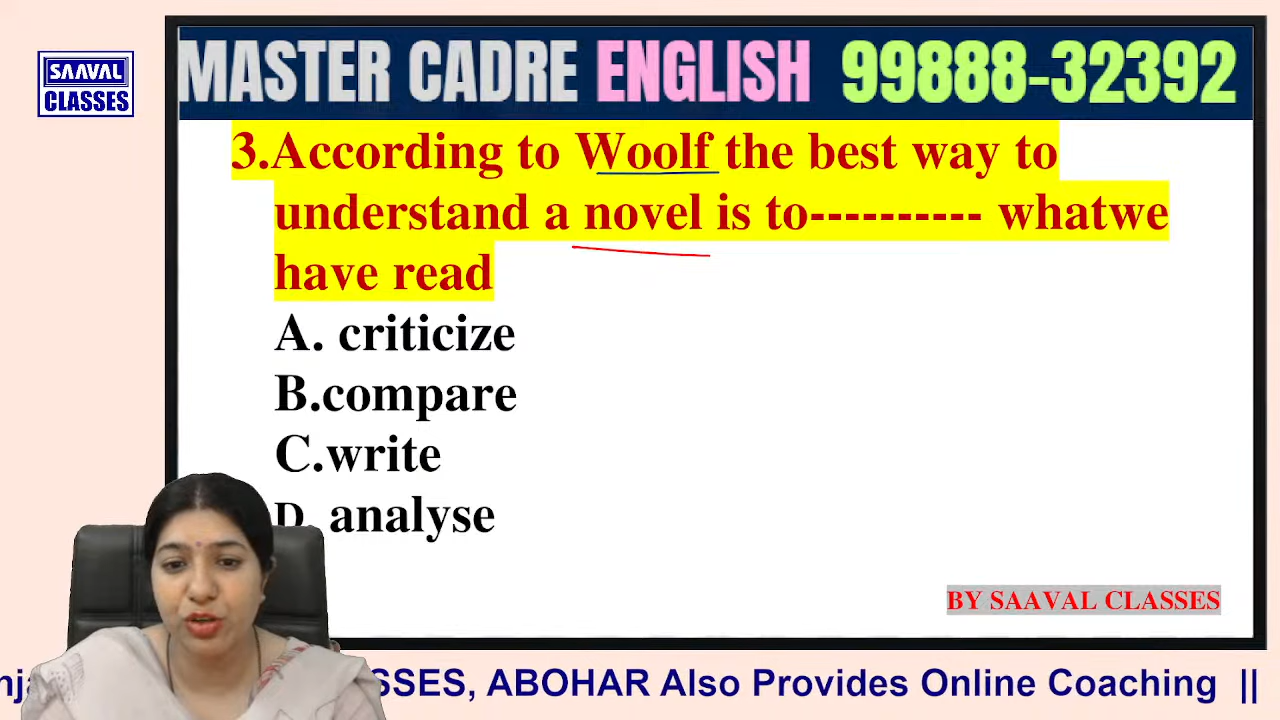 SAAVAL
CLASSES
MASTER CADRE ENGLISH 99888-32392
3.According to Woolf the best way to
understand a novel is to---------- whatwe
have read
A. criticize
B.compare
C.write
D. analyse
BY SAAVAL CLASSES
SSES, ABOHAR Also Provides Online Coaching ||